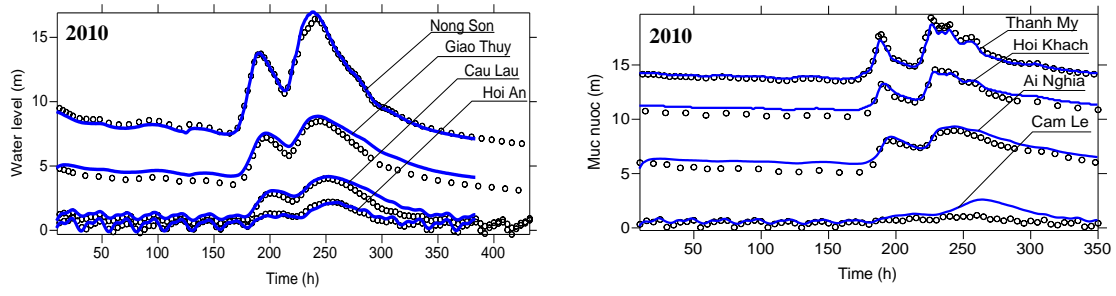 2010
Nong Son
Giao Thuy
Cau Lau
Hoi An
Water level (m)
15
10
5
0
50 100 150 200 250 300 350 400
Time (h)
2010
Thanh My
Hoi Khach
Ai Nghia
Cam Le
Muc nuoc (m)
15
10
5
0
50 100 150 200 250 300 350
Time (h)